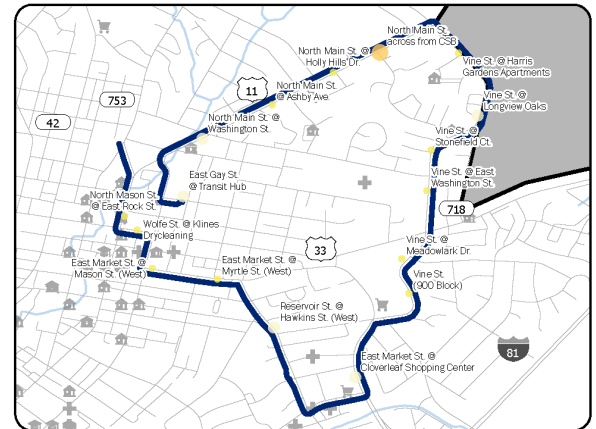 North Main St.
across from CSB
North Main St. @
Holly Hills Dr.
Vine St. @ Harris
Gardens Apartments
11
North Main St.
@ Ashby Ave.
753
Vine St. @
Longview Oaks
42
North Main St. @
Washington St.
Vine St. @
Stonefield Ct.
East Gay St.
@ Transit Hub
Vine St. @ East
Washington St.
North Mason St.
@ East Rock St.
718
Wolfe St. @ Klines
Drycleaning
33
Vine St. @
Meadowlark Dr.
East Market St. @
Mason St. (West)
East Market St. @
Myrtle St. (West)
Vine St.
(900 Block)
Reservoir St. @
Hawkins St. (West)
81
East Market St. @
Cloverleaf Shopping Center